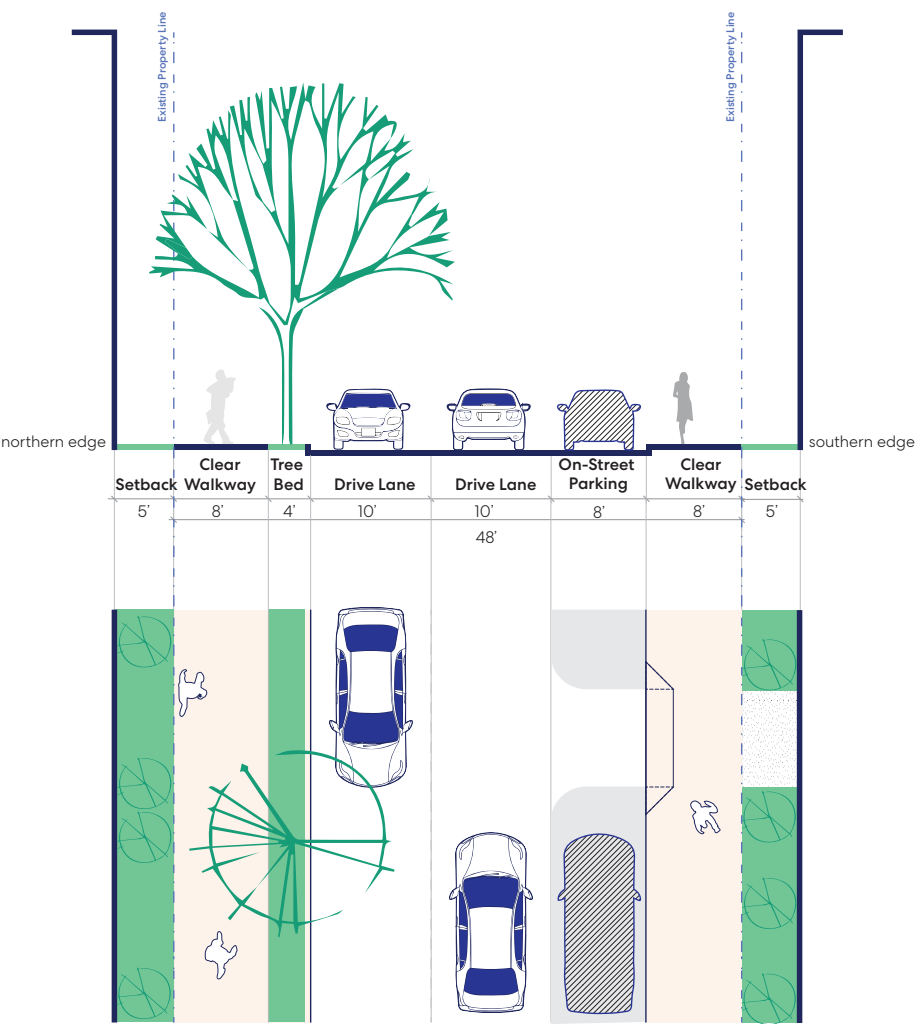 Existing Property Line
Existing Property Line
northern edge
southern edge
Setback
Clear
Walkway
Tree
Bed
Drive Lane
Drive Lane
On-Street
Parking
Clear
Walkway
Setback
5’
8’
4’
10’
10’
8’
8’
5’
48’